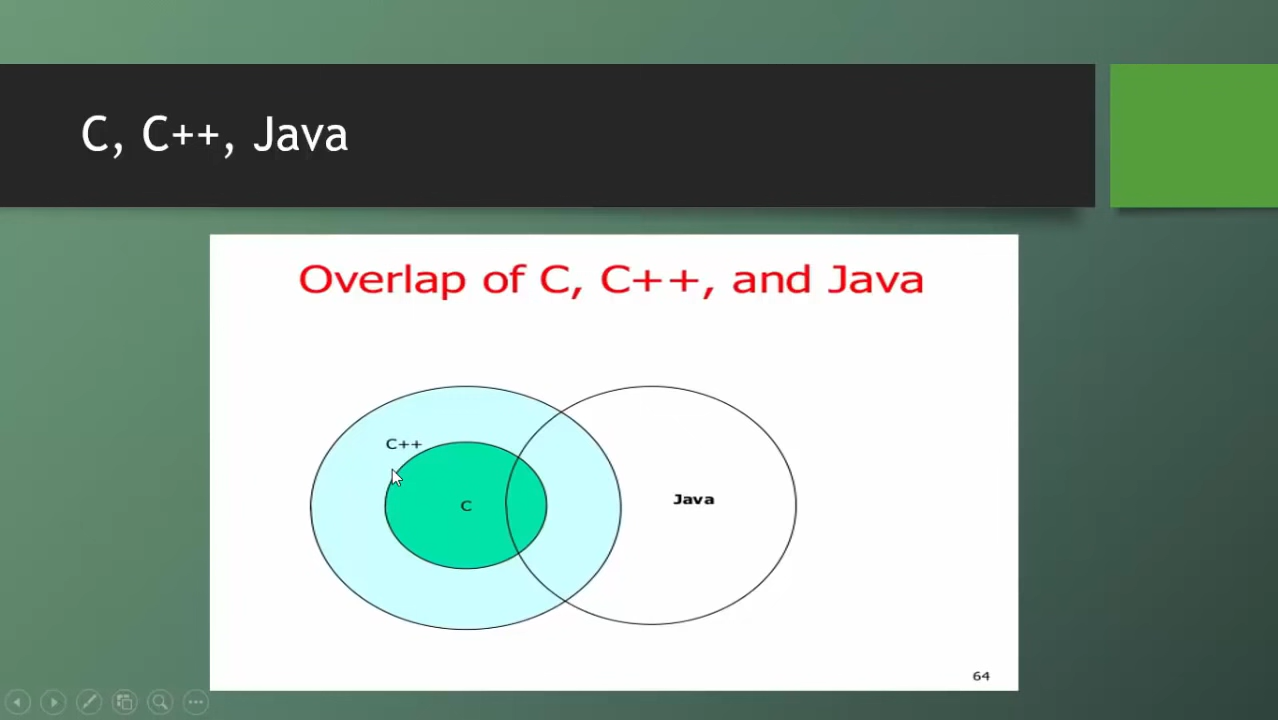 C, C++, Java
Overlap of C, C++, and Java
C++
C
Java
64